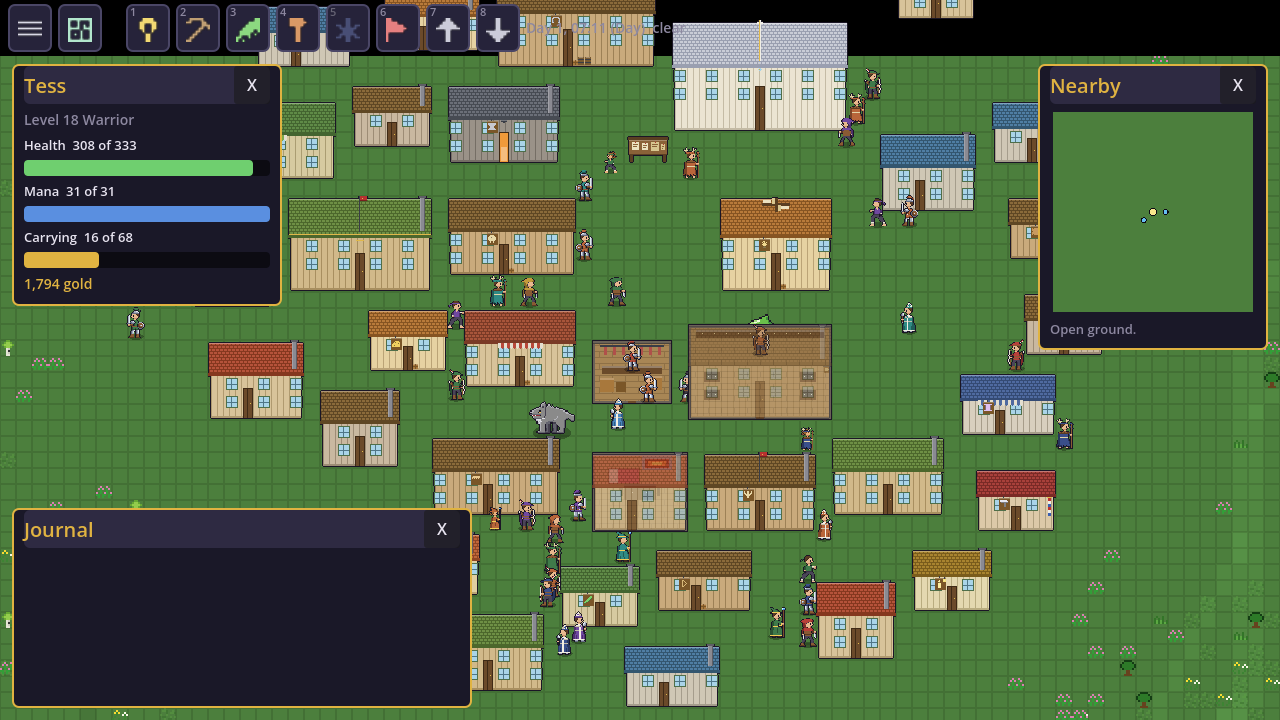 1 2 3 4 5 6 7 8
Tess
X
Level 18 Warrior
Health 308 of 333
Mana 31 of 31
Carrying 16 of 68
1,794 gold
Nearby
X
Open ground.
Journal
X